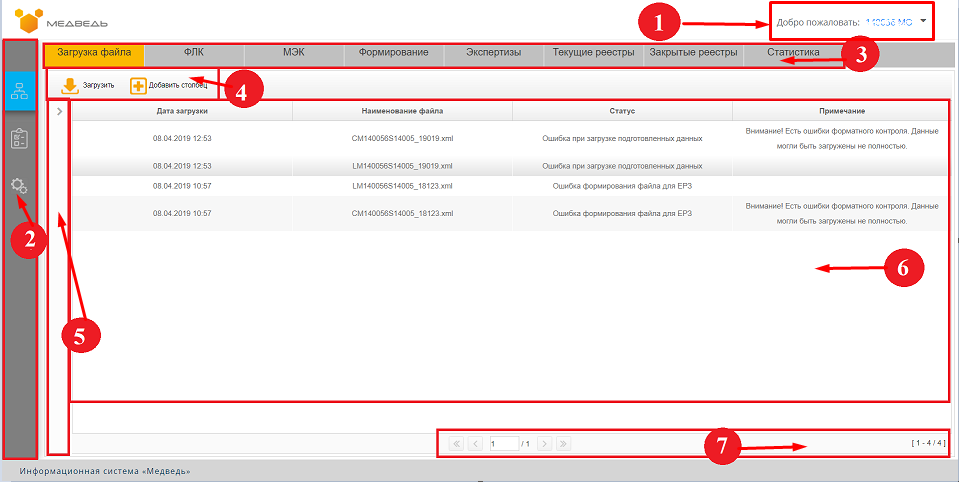 МЕДВЕДЬ
Добро пожаловать:
1
Загрузка файла ФЛК МЭК Формирование Экспертизы Текущие реестры Закрытые реестры Статистика
3
Загрузить Добавить столбец
4
Дата загрузки Наименование файла Статус Примечание
08.04.2019 12:53 CM140056S14005_19019.xml Ошибка при загрузке подготовленных данных Внимание! Есть ошибки форматного контроля. Данные
могли быть загружены не полностью.
08.04.2019 12:53 LM140056S14005_19019.xml Ошибка при загрузке подготовленных данных
08.04.2019 10:57 LM140056S14005_18123.xml Ошибка формирования файла для ЕРЗ
08.04.2019 10:57 CM140056S14005_18123.xml Ошибка формирования файла для ЕРЗ Внимание! Есть ошибки форматного контроля. Данные
могли быть загружены не полностью.
2
6
5
1 / 1
7
[ 1 - 4 / 4 ]
Информационная система «Медведь»